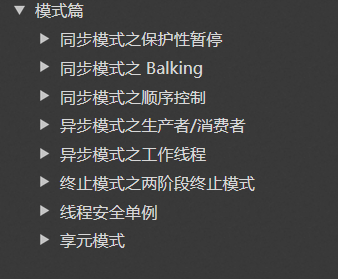 模式篇
同步模式之保护性暂停
同步模式之 Balking
同步模式之顺序控制
异步模式之生产者/消费者
异步模式之工作线程
终止模式之两阶段终止模式
线程安全单例
享元模式